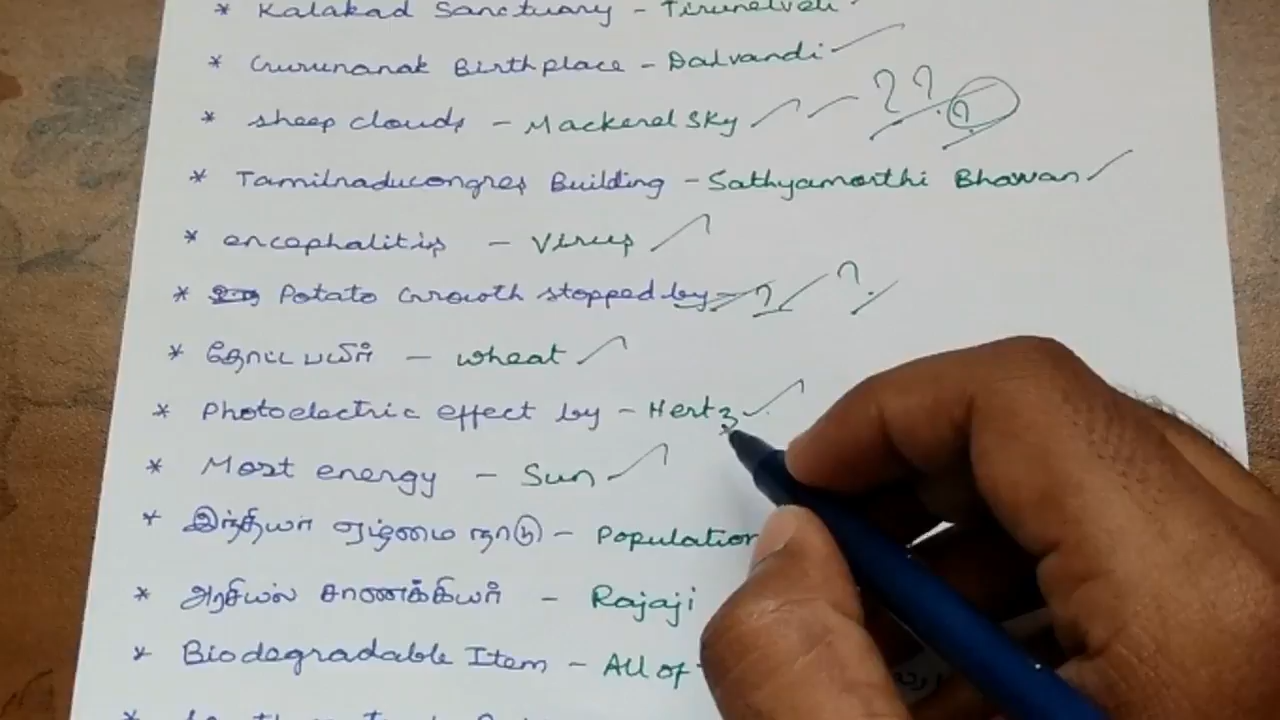 * Kalakad Sanctuary - Tirunelveli
* Gurunanak Birthplace - Dalvandi
* sheep clouds - Mackerel Sky ? ? ?
* Tamilnaducongres Building - Sathyamorthi Bhavan
* encephalitis - Virus
* Potato Growth stopped by - ? ?
* தோட்ட பயிர் - wheat
* Photoelectric effect by - Hertz
* Most energy - Sun
* இந்தியா ஏழ்மை நாடு - Population
* அரசியல் சாணக்கியர் - Rajaji
* Biodegradable Item - All of